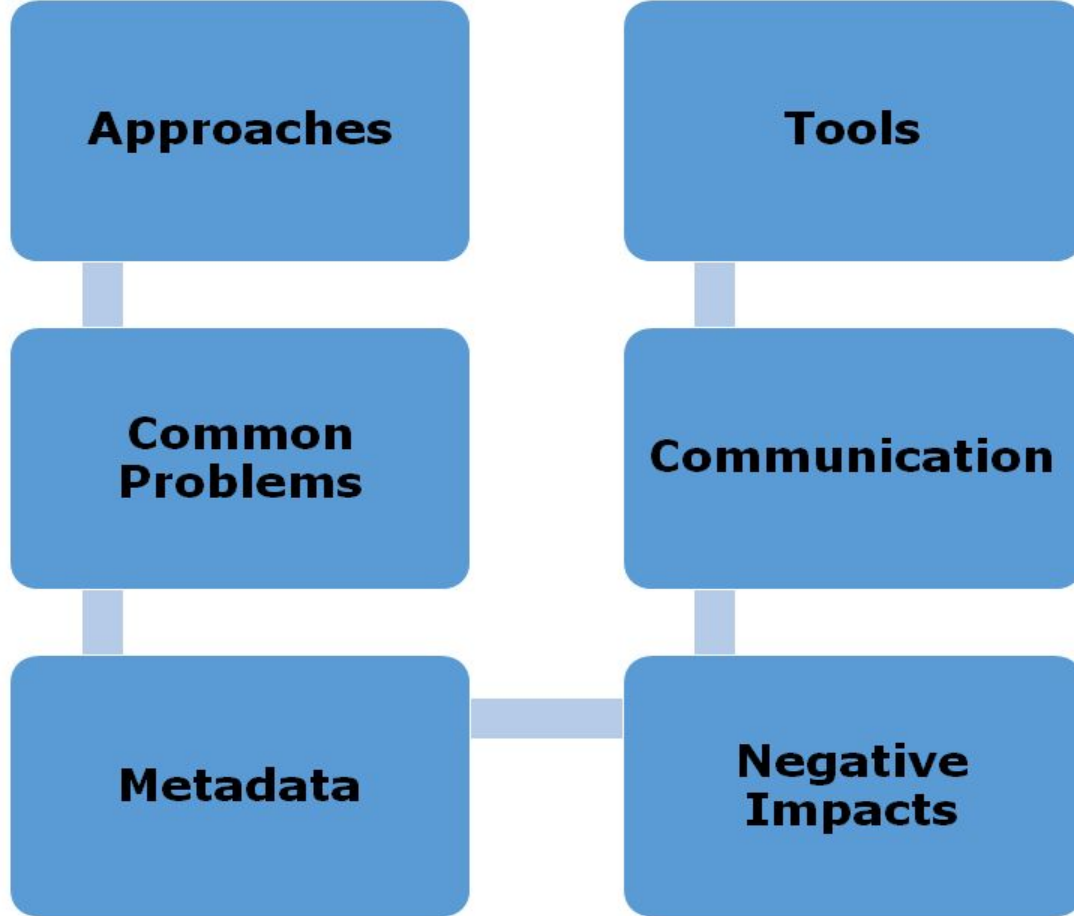 Approaches
Common
Problems
Metadata
Negative
Impacts
Communication
Tools